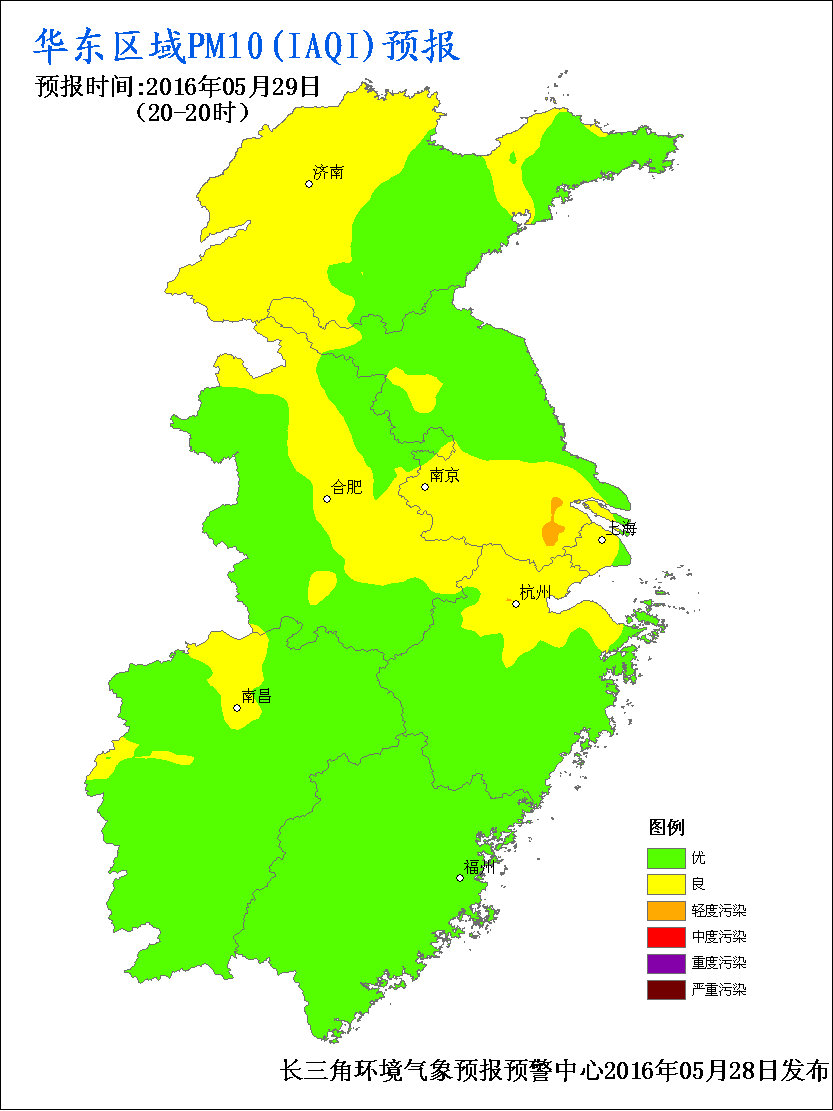 华东区域PM10(IAQI)预报
预报时间:2016年05月29日
(20-20时)
济南
南京
合肥
上海
杭州
南昌
福州
图例
优
良
轻度污染
中度污染
重度污染
严重污染
长三角环境气象预报预警中心2016年05月28日发布